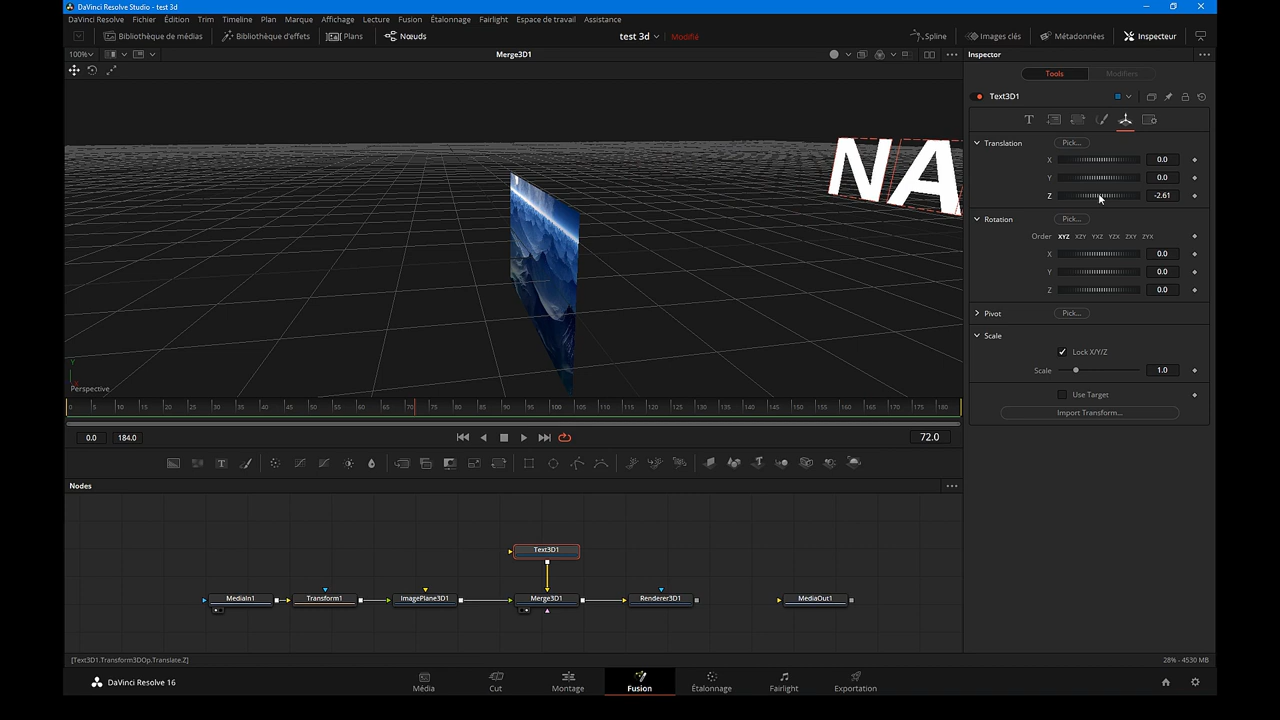 DaVinci Resolve Studio - test 3d
DaVinci Resolve Fichier Édition Trim Timeline Plan Marque Affichage Lecture Fusion Étalonnage Fairlight Espace de travail Assistance
Bibliothèque de médias Bibliothèque d'effets Plans Nœuds test 3d Modifié Spline Images clés Métadonnées Inspecteur
100% Merge3D1 Inspector
Tools Modifiers
Text3D1
Translation Pick...
X 0.0
Y 0.0
Z -2.61
Rotation Pick...
Order XYZ XZY YXZ YZX ZXY ZYX
X 0.0
Y 0.0
Z 0.0
Pivot Pick...
Scale
Lock X/Y/Z
Scale 1.0
Use Target
Import Transform...
NA
Y
Perspective
0 5 10 15 20 25 30 35 40 45 50 55 60 65 70 75 80 85 90 95 100 105 110 115 120 125 130 135 140 145 150 155 160 165 170 175 180
0.0 184.0 72.0
Nodes
Text3D1
MediaIn1 Transform1 ImagePlane3D1 Merge3D1 Renderer3D1 MediaOut1
[Text3D1.Transform3DOp.Translate.Z] 28% - 4530 MB
DaVinci Resolve 16 Média Cut Montage Fusion Étalonnage Fairlight Exportation